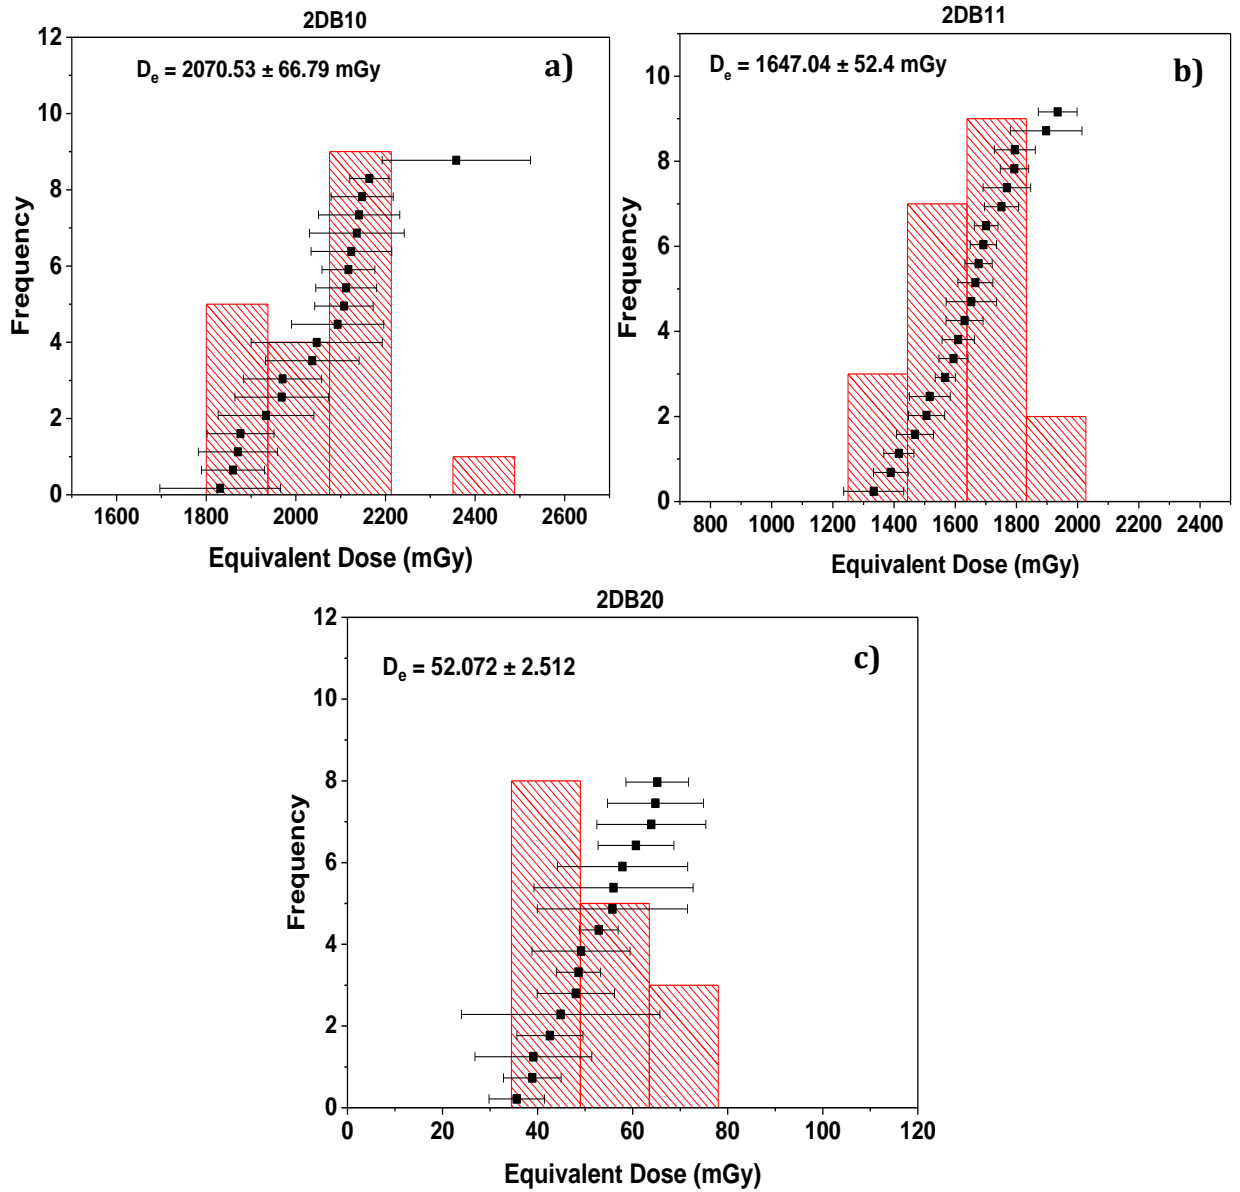 2DB10
12
10
8
6
4
2
0
Frequency
D_e = 2070.53 ± 66.79 mGy
a)
1600 1800 2000 2200 2400 2600
Equivalent Dose (mGy)
2DB11
10
8
6
4
2
0
Frequency
D_e = 1647.04 ± 52.4 mGy
b)
800 1000 1200 1400 1600 1800 2000 2200 2400
Equivalent Dose (mGy)
2DB20
12
10
8
6
4
2
0
Frequency
D_e = 52.072 ± 2.512
c)
0 20 40 60 80 100 120
Equivalent Dose (mGy)